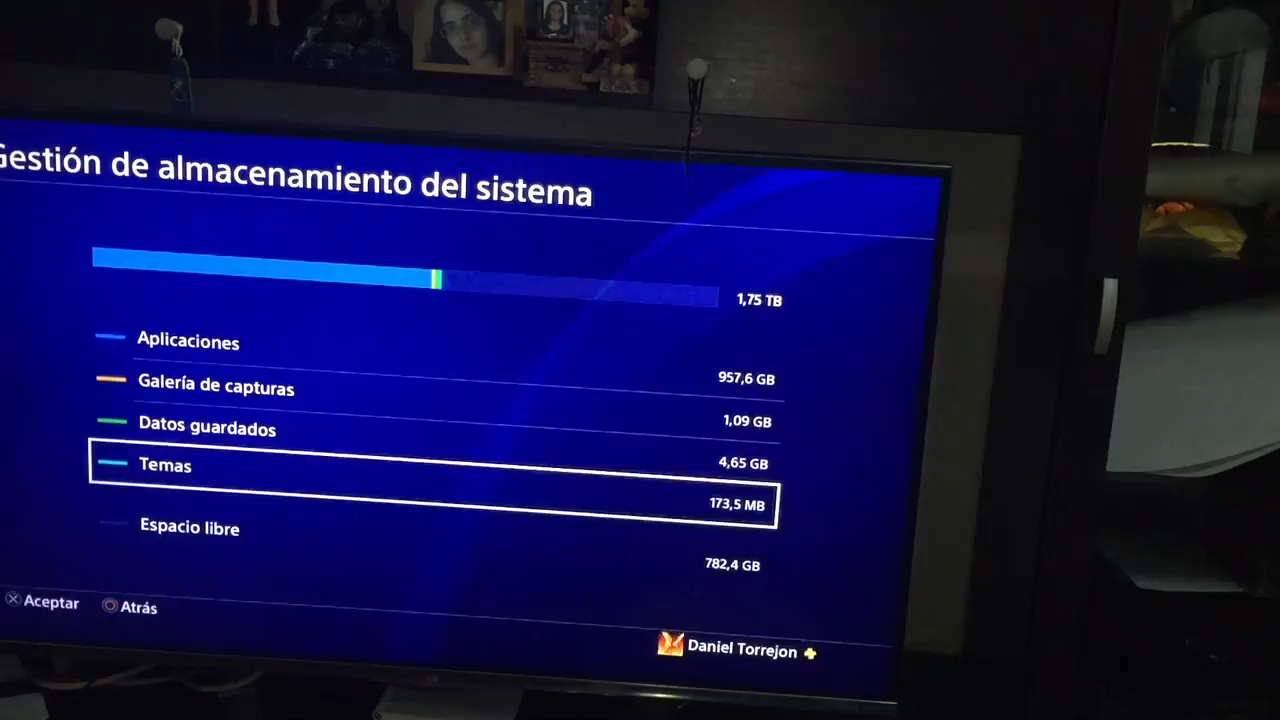 Gestión de almacenamiento del sistema
1,75 TB
Aplicaciones
957,6 GB
Galería de capturas
1,09 GB
Datos guardados
4,65 GB
Temas
173,5 MB
Espacio libre
782,4 GB
Aceptar
Atrás
Daniel Torrejon